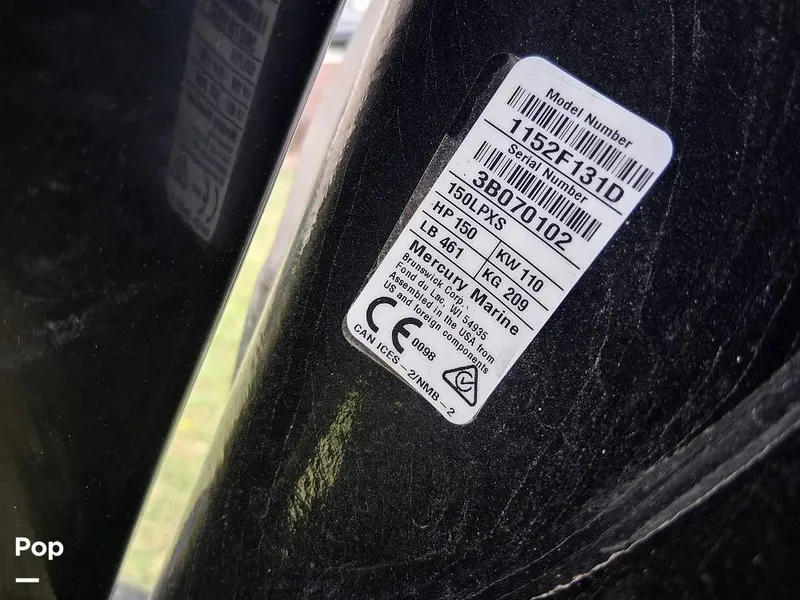 Model Number
1152F131D
Serial Number
3B070102
150LPXS
HP 150 KW 110
LB 461 KG 209
Mercury Marine
Brunswick Corp.
Fond du Lac, WI 54935
Assembled in the USA from
US and foreign components
CE 0098
CAN ICES-2/NMB-2
Pop